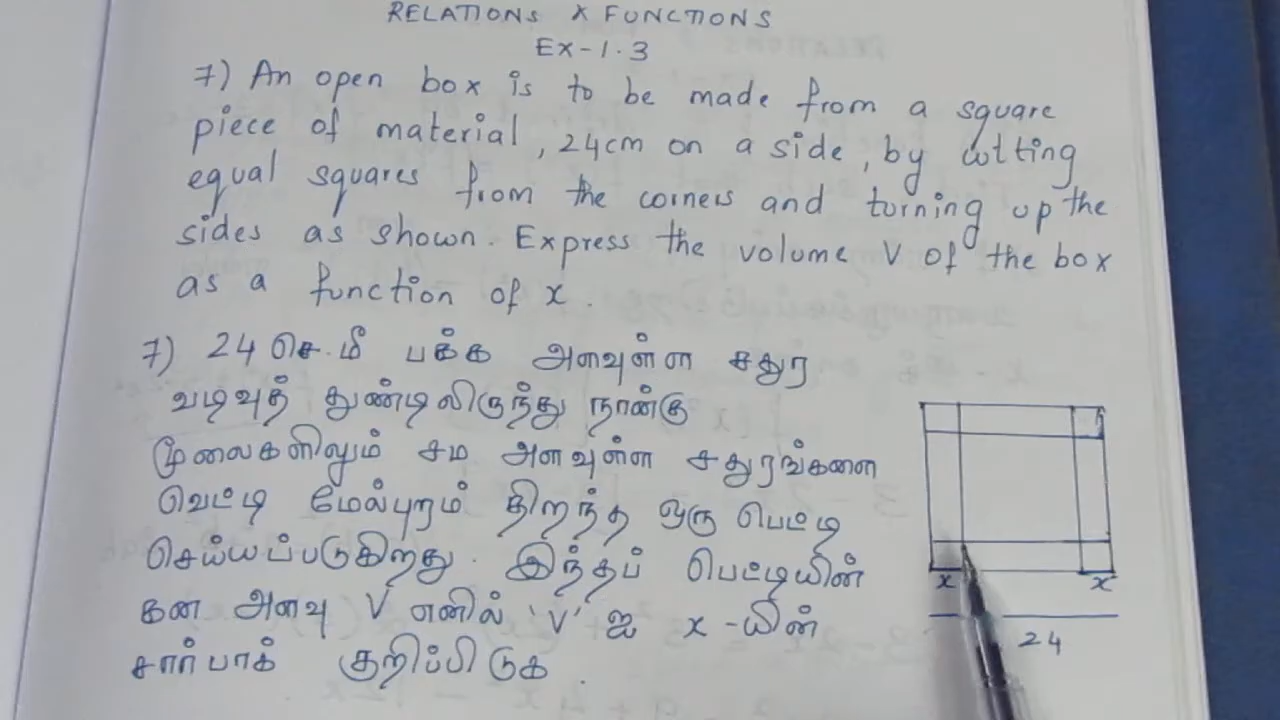 RELATIONS X FUNCTIONS
Ex-1.3
7) An open box is to be made from a square
piece of material, 24cm on a side, by cutting
equal squares from the corners and turning up the
sides as shown. Express the volume V of the box
as a function of x.
7) 24 செ.மீ பக்க அளவுள்ள சதுர
வடிவத் துண்டிலிருந்து நான்கு
மூலைகளிலும் சம அளவுள்ள சதுரங்களை
வெட்டி மேல்புறம் திறந்த ஒரு பெட்டி
செய்யப்படுகிறது. இந்தப் பெட்டியின்
கன அளவு V எனில் 'V' ஐ x -யின்
சார்பாக் குறிப்பிடுக.
x x
24